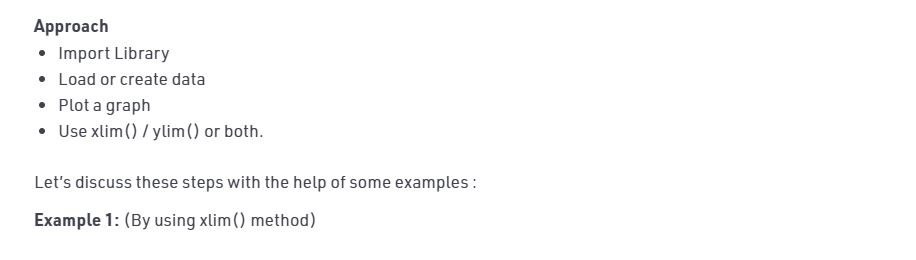 Approach
• Import Library
• Load or create data
• Plot a graph
• Use xlim() / ylim() or both.
Let’s discuss these steps with the help of some examples :
Example 1: (By using xlim() method)